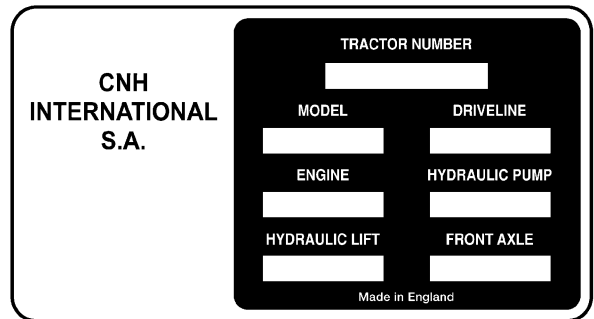 CNH
INTERNATIONAL
S.A.
TRACTOR NUMBER
MODEL
DRIVELINE
ENGINE
HYDRAULIC PUMP
HYDRAULIC LIFT
FRONT AXLE
Made in England